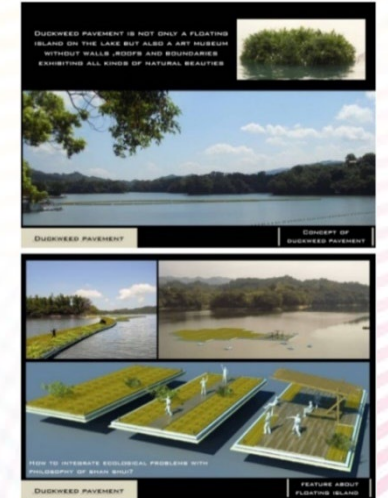 DUCKWEED PAVEMENT IS NOT ONLY A FLOATING
ISLAND ON THE LAKE BUT ALSO A ART MUSEUM
WITHOUT WALLS ,ROOFS AND BOUNDARIES
EXHIBITING ALL KINDS OF NATURAL BEAUTIES
DUCKWEED PAVEMENT
CONCEPT OF
DUCKWEED PAVEMENT
HOW TO INTEGRATE ECOLOGICAL PROBLEMS WITH
PHILOSOPHY OF SHAN SHUI?
DUCKWEED PAVEMENT
FEATURE ABOUT
FLOATING ISLAND